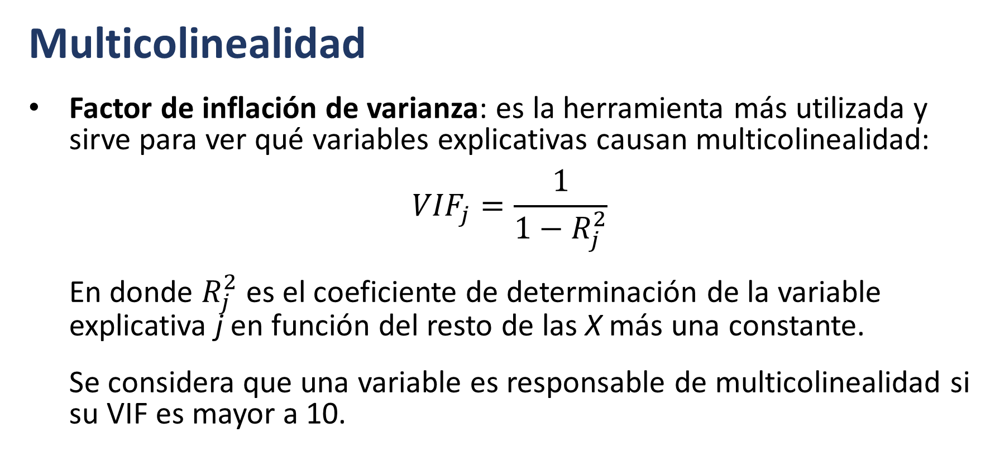 Multicolinealidad
• Factor de inflación de varianza: es la herramienta más utilizada y
sirve para ver qué variables explicativas causan multicolinealidad:
VIF_j = 1 / (1 − R_j^2)
En donde R_j^2 es el coeficiente de determinación de la variable
explicativa j en función del resto de las X más una constante.
Se considera que una variable es responsable de multicolinealidad si
su VIF es mayor a 10.